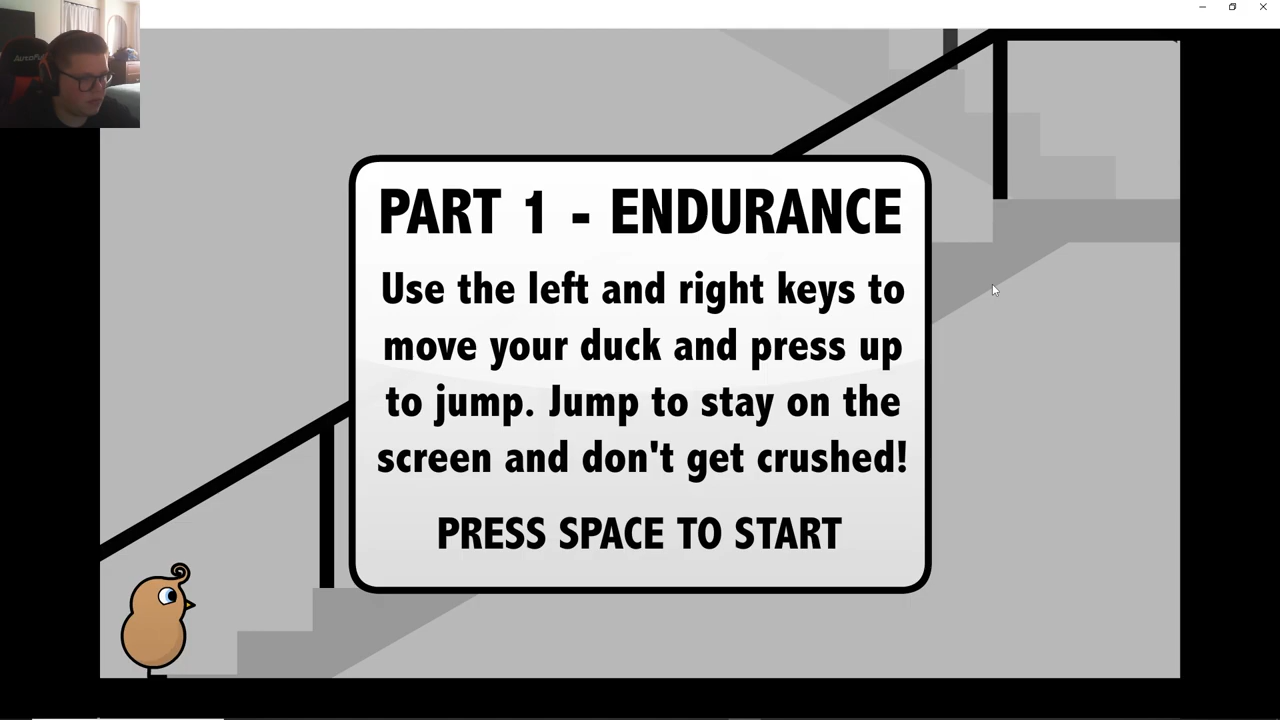 PART 1 - ENDURANCE
Use the left and right keys to
move your duck and press up
to jump. Jump to stay on the
screen and don't get crushed!
PRESS SPACE TO START